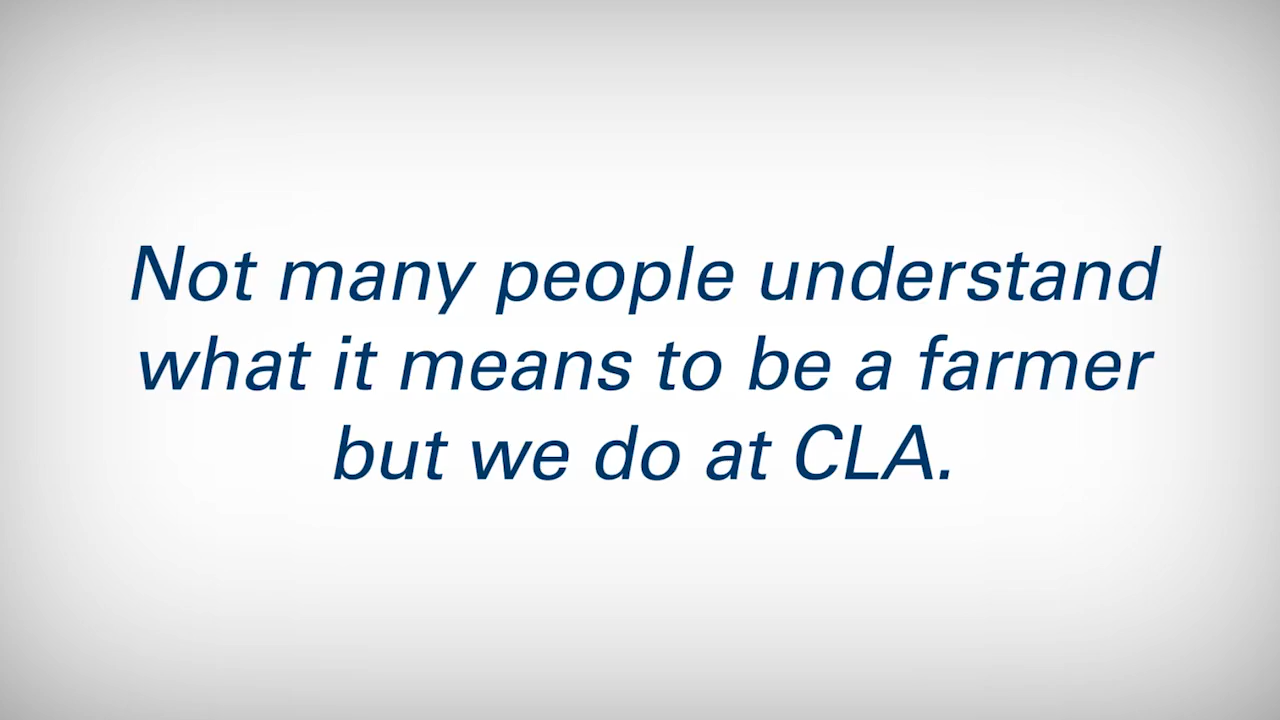 Not many people understand
what it means to be a farmer
but we do at CLA.